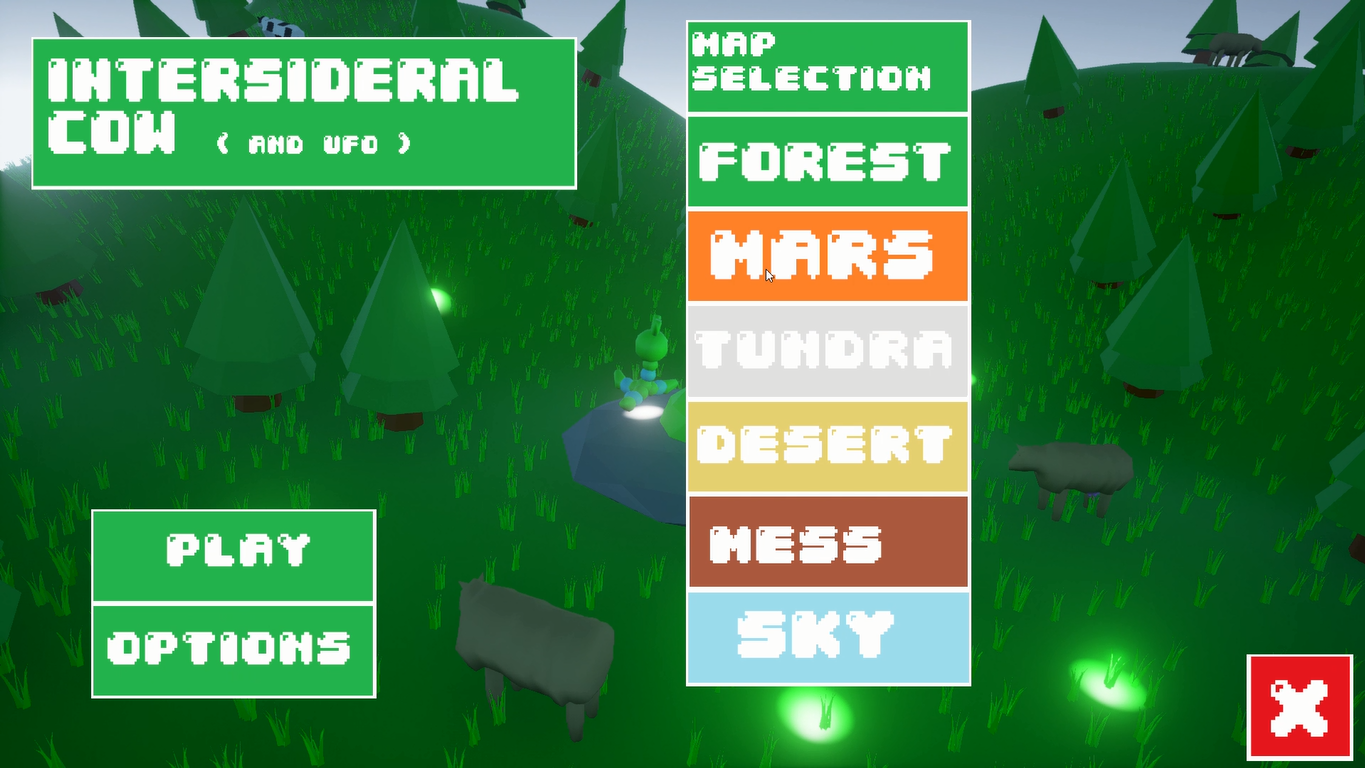 INTERSIDERAL
COW ( AND UFO )
PLAY
OPTIONS
MAP
SELECTION
FOREST
MARS
TUNDRA
DESERT
MESS
SKY
X